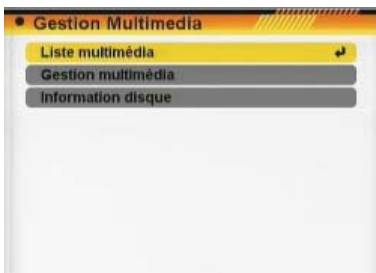 Gestion Multimedia
Liste multimédia
Gestion multimédia
Information disque